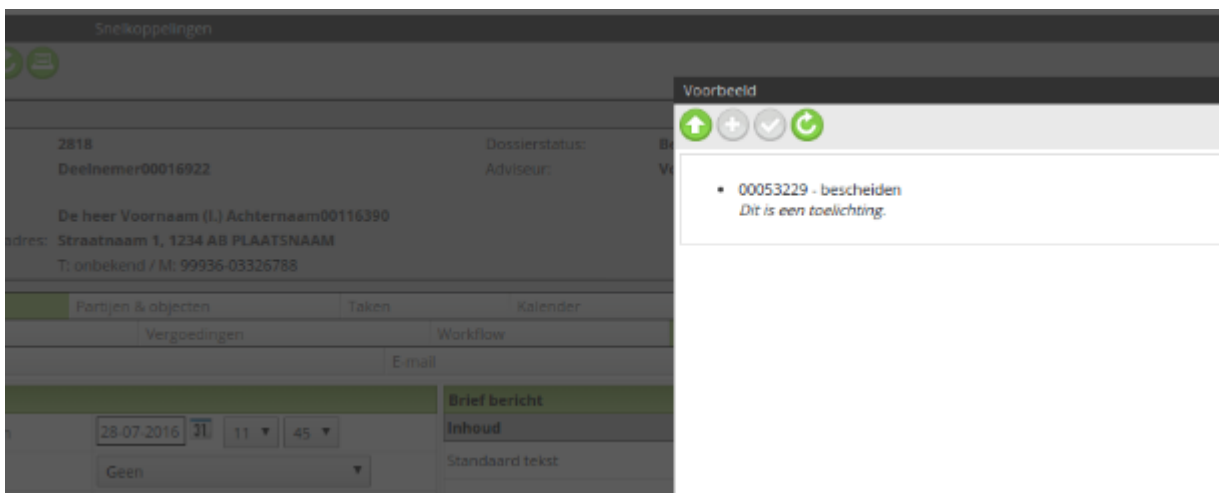 Snelkoppelingen
Voorbeeld
2818
Dossierstatus:
Deelnemer00016922
Adviseur:
00053229 - bescheiden
Dit is een toelichting.
De heer Voornaam (I.) Achternaam00116390
adres: Straatnaam 1, 1234 AB PLAATSNAAM
T: onbekend / M: 99936-03326788
Partijen & objecten Taken Kalender
Vergoedingen Workflow
E-mail
Brief bericht
28-07-2016 31 11 45
Inhoud
Geen
Standaard tekst